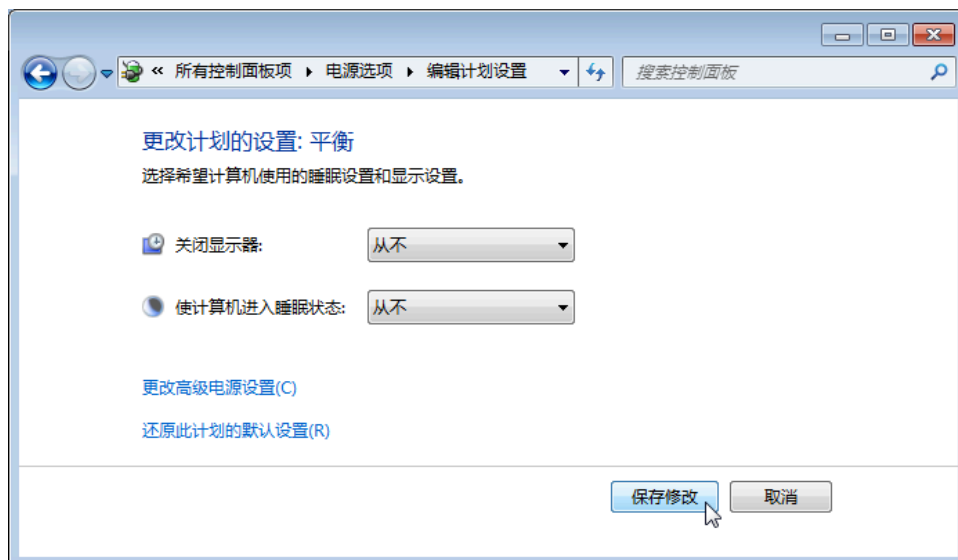 « 所有控制面板项 ▸ 电源选项 ▸ 编辑计划设置
搜索控制面板
更改计划的设置: 平衡
选择希望计算机使用的睡眠设置和显示设置。
关闭显示器: 从不
使计算机进入睡眠状态: 从不
更改高级电源设置(C)
还原此计划的默认设置(R)
保存修改 取消